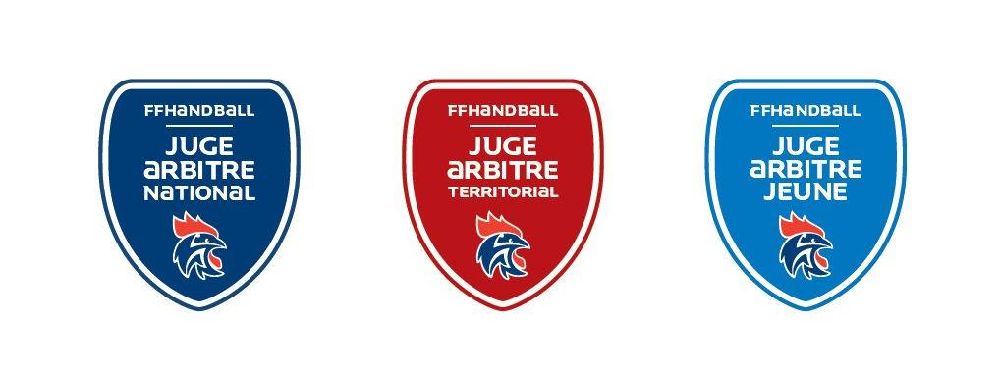 FFHaNDBaLL
JUGE
aRBITRE
NaTIONaL
FFHaNDBaLL
JUGE
aRBITRE
TERRITORIaL
FFHaNDBaLL
JUGE
aRBITRE
JEUNE